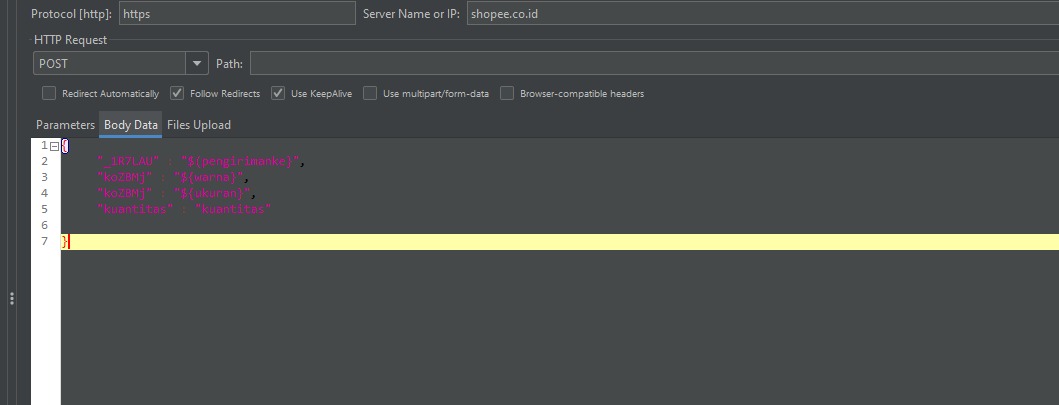 Protocol [http]: https Server Name or IP: shopee.co.id
HTTP Request
POST Path:
Redirect Automatically Follow Redirects Use KeepAlive Use multipart/form-data Browser-compatible headers
Parameters Body Data Files Upload
1 {
2 "_1R7LAU" : "${pengirimanke}",
3 "koZBMj" : "${warna}",
4 "koZBMj" : "${ukuran}",
5 "kuantitas" : "kuantitas"
6
7 }